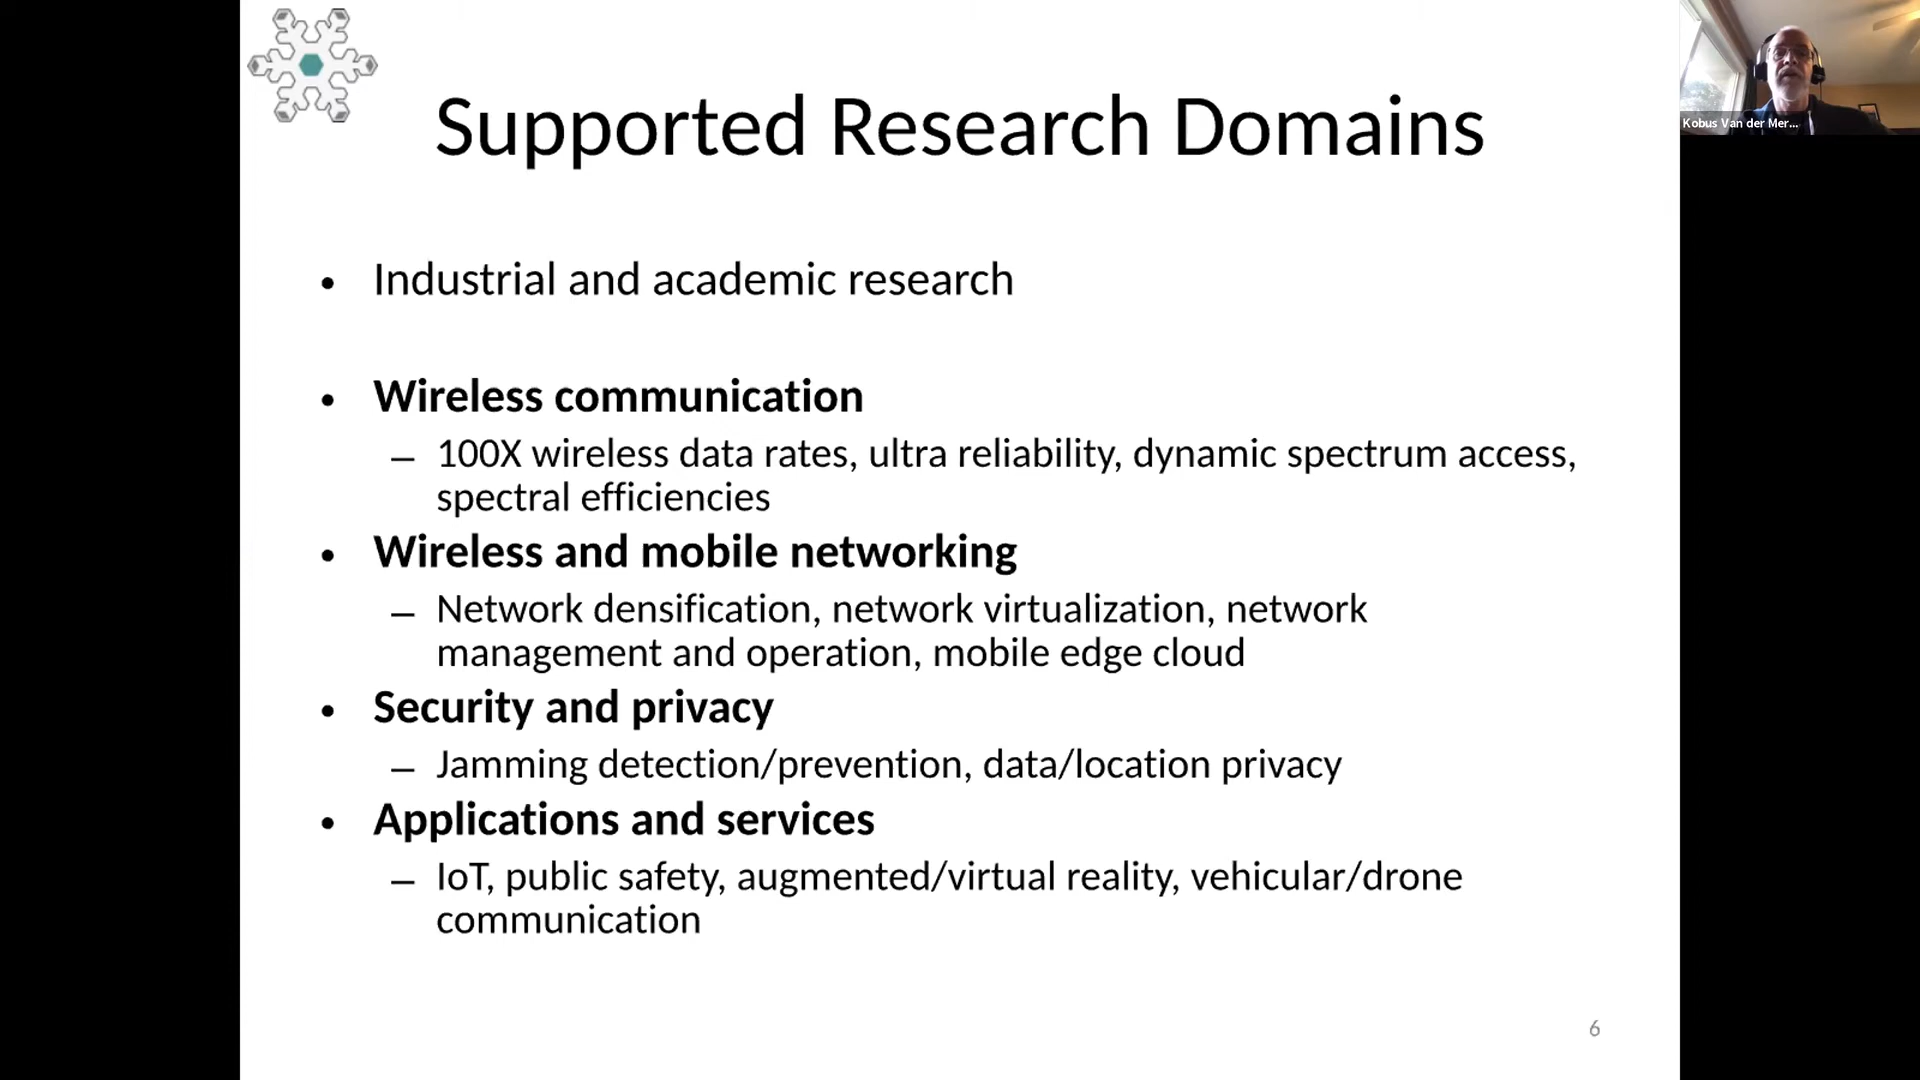 Supported Research Domains
• Industrial and academic research
• Wireless communication
– 100X wireless data rates, ultra reliability, dynamic spectrum access,
spectral efficiencies
• Wireless and mobile networking
– Network densification, network virtualization, network
management and operation, mobile edge cloud
• Security and privacy
– Jamming detection/prevention, data/location privacy
• Applications and services
– IoT, public safety, augmented/virtual reality, vehicular/drone
communication
6
Kobus Van der Mer...